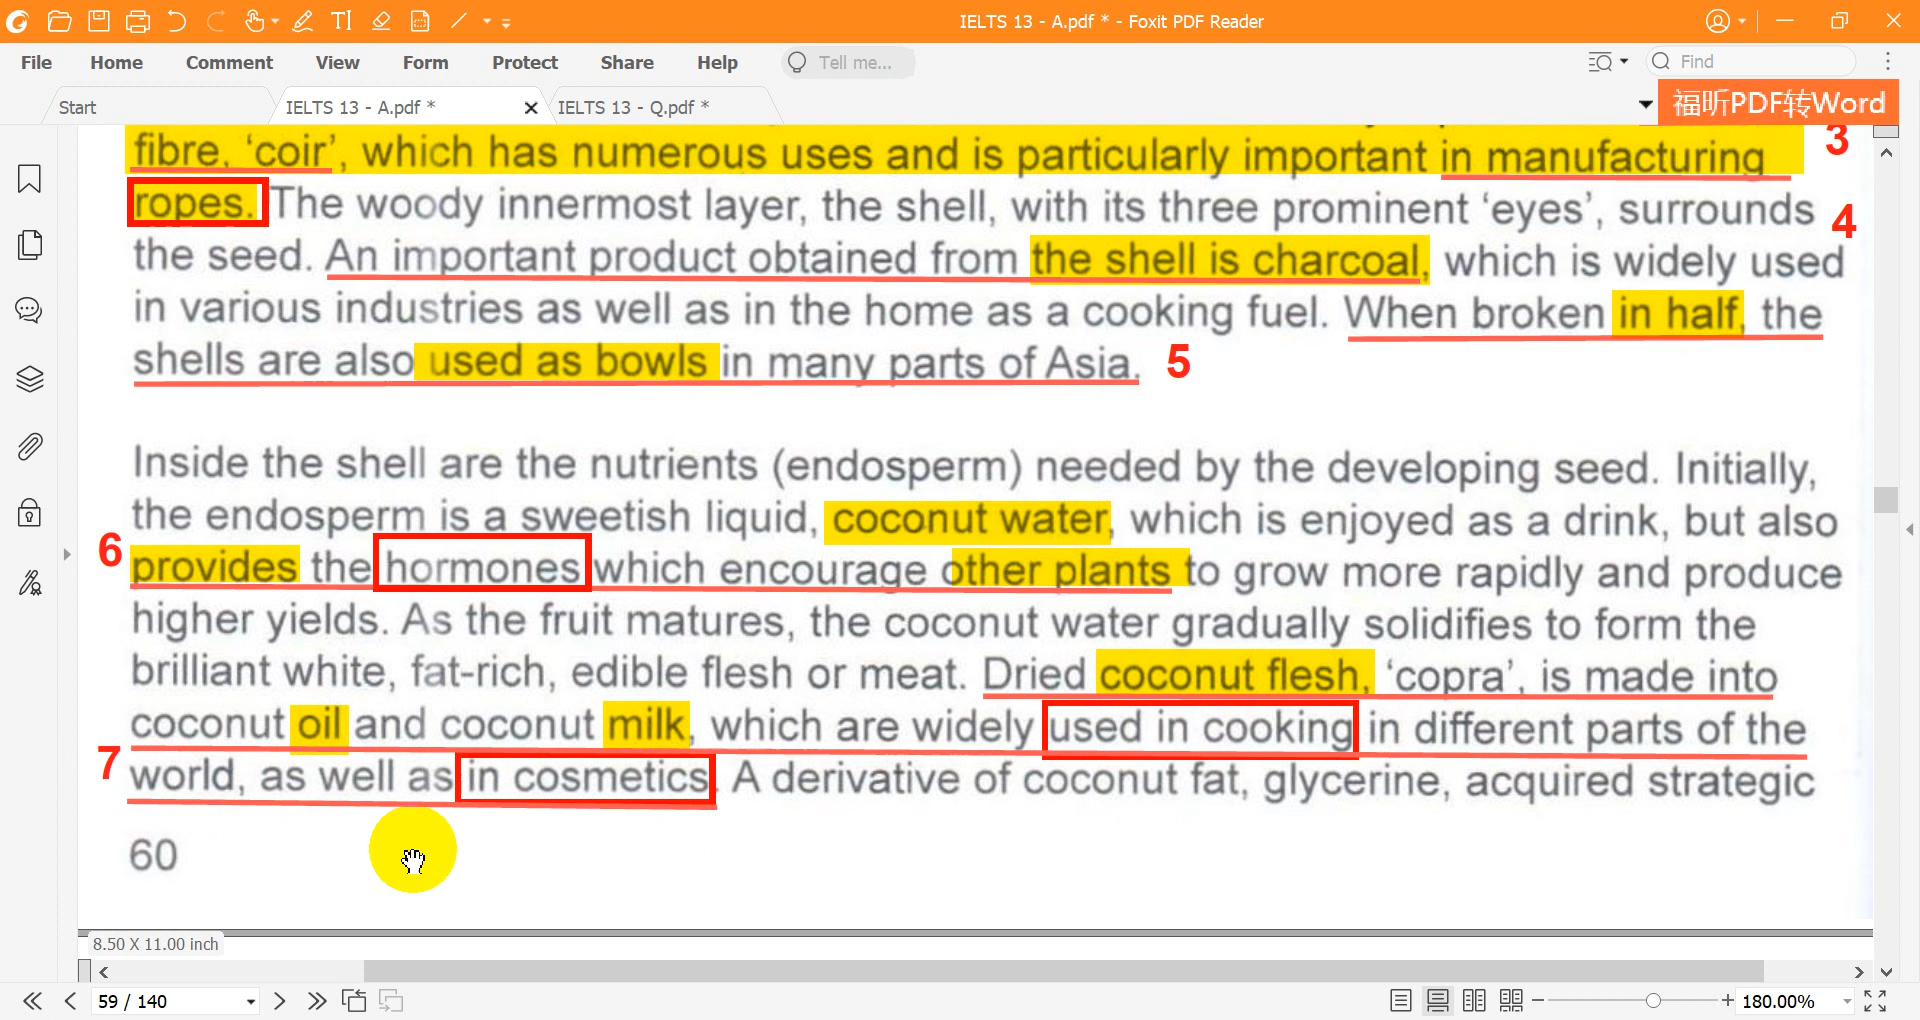 IELTS 13 - A.pdf * - Foxit PDF Reader
File Home Comment View Form Protect Share Help Tell me... Find
Start IELTS 13 - A.pdf * IELTS 13 - Q.pdf * 福昕PDF转Word
fibre, ‘coir’, which has numerous uses and is particularly important in manufacturing 3
ropes. The woody innermost layer, the shell, with its three prominent ‘eyes’, surrounds 4
the seed. An important product obtained from the shell is charcoal, which is widely used
in various industries as well as in the home as a cooking fuel. When broken in half, the
shells are also used as bowls in many parts of Asia. 5
Inside the shell are the nutrients (endosperm) needed by the developing seed. Initially,
the endosperm is a sweetish liquid, coconut water, which is enjoyed as a drink, but also
6 provides the hormones which encourage other plants to grow more rapidly and produce
higher yields. As the fruit matures, the coconut water gradually solidifies to form the
brilliant white, fat-rich, edible flesh or meat. Dried coconut flesh, ‘copra’, is made into
coconut oil and coconut milk, which are widely used in cooking in different parts of the
7 world, as well as in cosmetics. A derivative of coconut fat, glycerine, acquired strategic
60
8.50 X 11.00 inch
59 / 140 180.00%